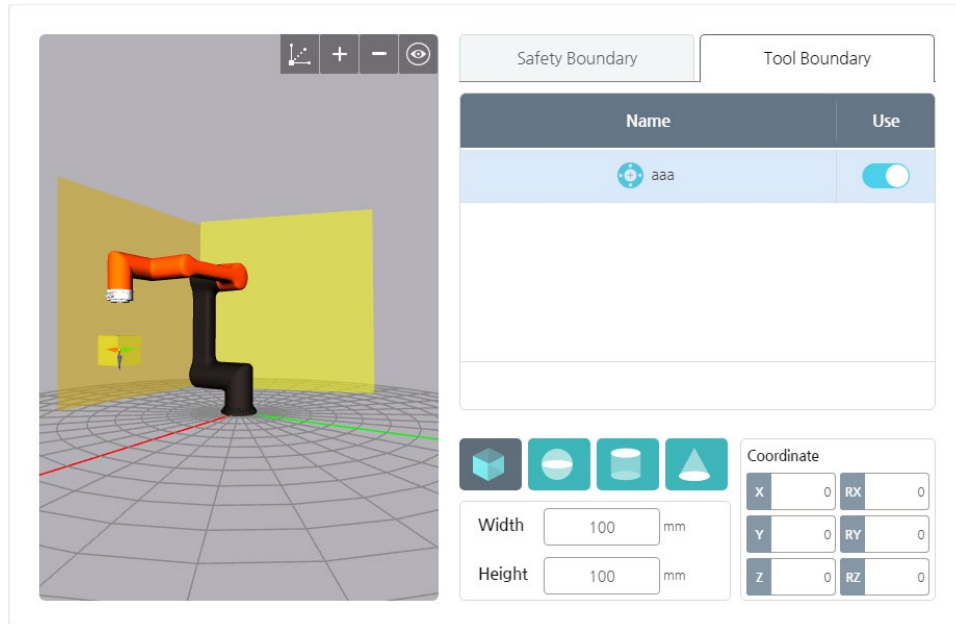 Safety Boundary
Tool Boundary
Name
Use
aaa
Width 100 mm
Height 100 mm
Coordinate
X 0 RX 0
Y 0 RY 0
Z 0 RZ 0